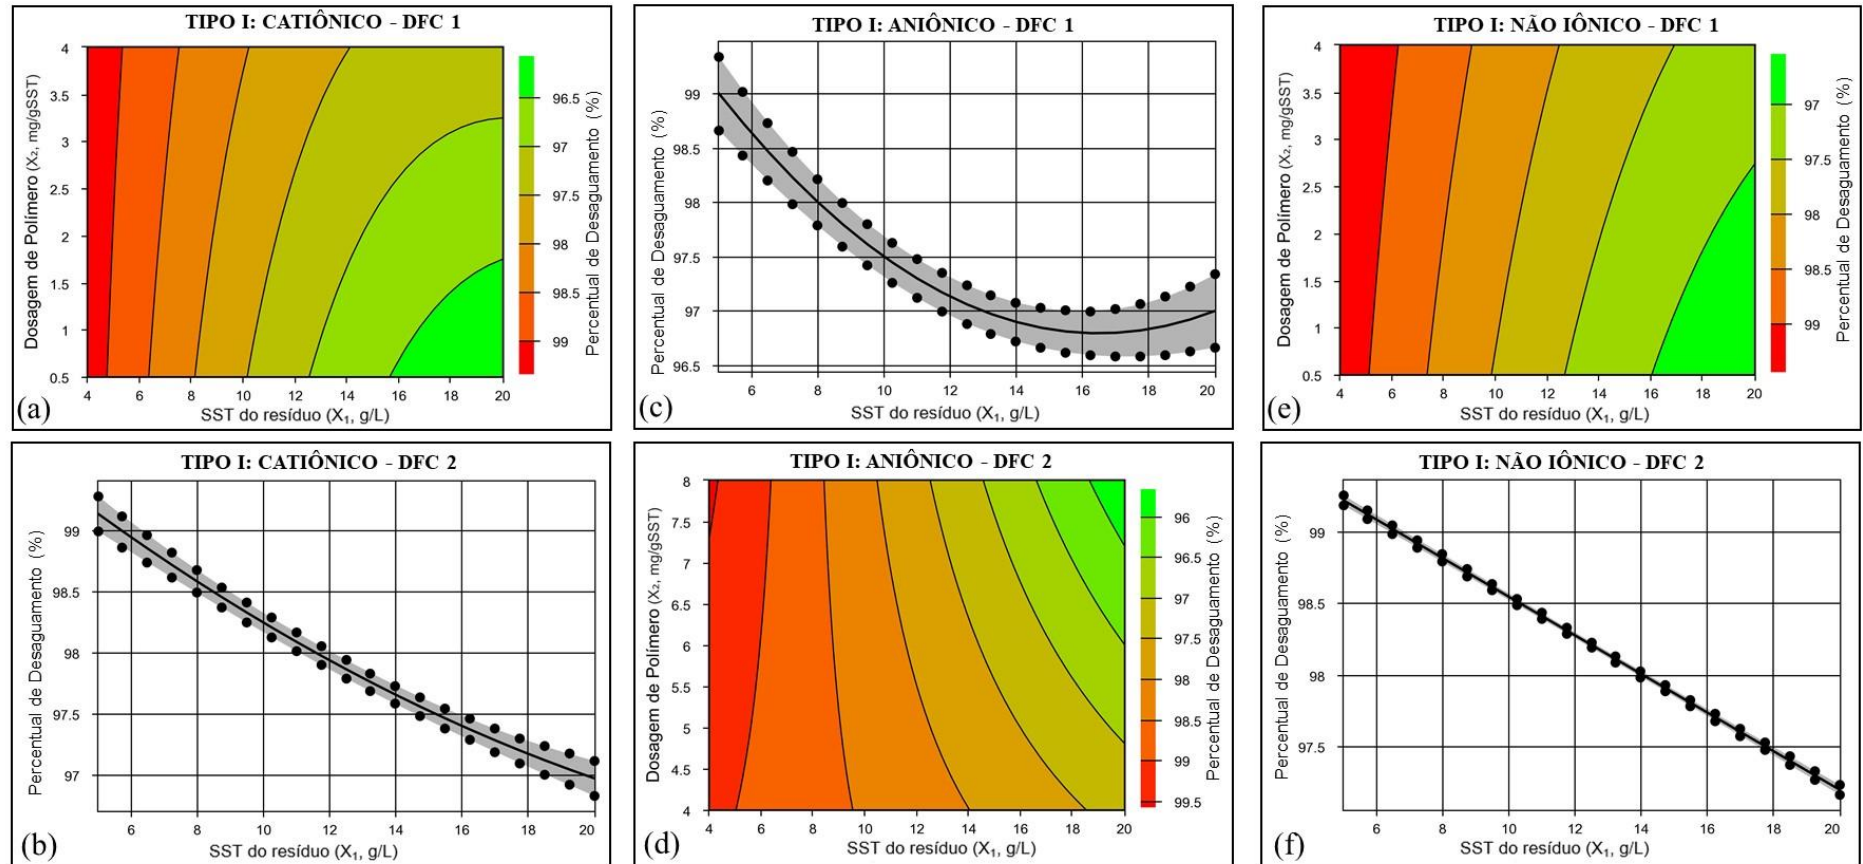 TIPO I: CATIÔNICO - DFC 1
Dosagem de Polímero (X₂, mg/gSST)
4
3.5
3
2.5
2
1.5
1
0.5
4 6 8 10 12 14 16 18 20
SST do resíduo (X₁, g/L)
96.5
97
97.5
98
98.5
99
Percentual de Desaguamento (%)
(a)
TIPO I: ANIÔNICO - DFC 1
Percentual de Desaguamento (%)
99
98.5
98
97.5
97
96.5
6 8 10 12 14 16 18 20
SST do resíduo (X₁, g/L)
(c)
TIPO I: NÃO IÔNICO - DFC 1
Dosagem de Polímero (X₂, mg/gSST)
4
3.5
3
2.5
2
1.5
1
0.5
4 6 8 10 12 14 16 18 20
SST do resíduo (X₁, g/L)
97
97.5
98
98.5
99
Percentual de Desaguamento (%)
(e)
TIPO I: CATIÔNICO - DFC 2
Percentual de Desaguamento (%)
99
98.5
98
97.5
97
6 8 10 12 14 16 18 20
SST do resíduo (X₁, g/L)
(b)
TIPO I: ANIÔNICO - DFC 2
Dosagem de Polímero (X₂, mg/gSST)
8
7.5
7
6.5
6
5.5
5
4.5
4
4 6 8 10 12 14 16 18 20
SST do resíduo (X₁, g/L)
96
96.5
97
97.5
98
98.5
99
99.5
Percentual de Desaguamento (%)
(d)
TIPO I: NÃO IÔNICO - DFC 2
Percentual de Desaguamento (%)
99
98.5
98
97.5
6 8 10 12 14 16 18 20
SST do resíduo (X₁, g/L)
(f)